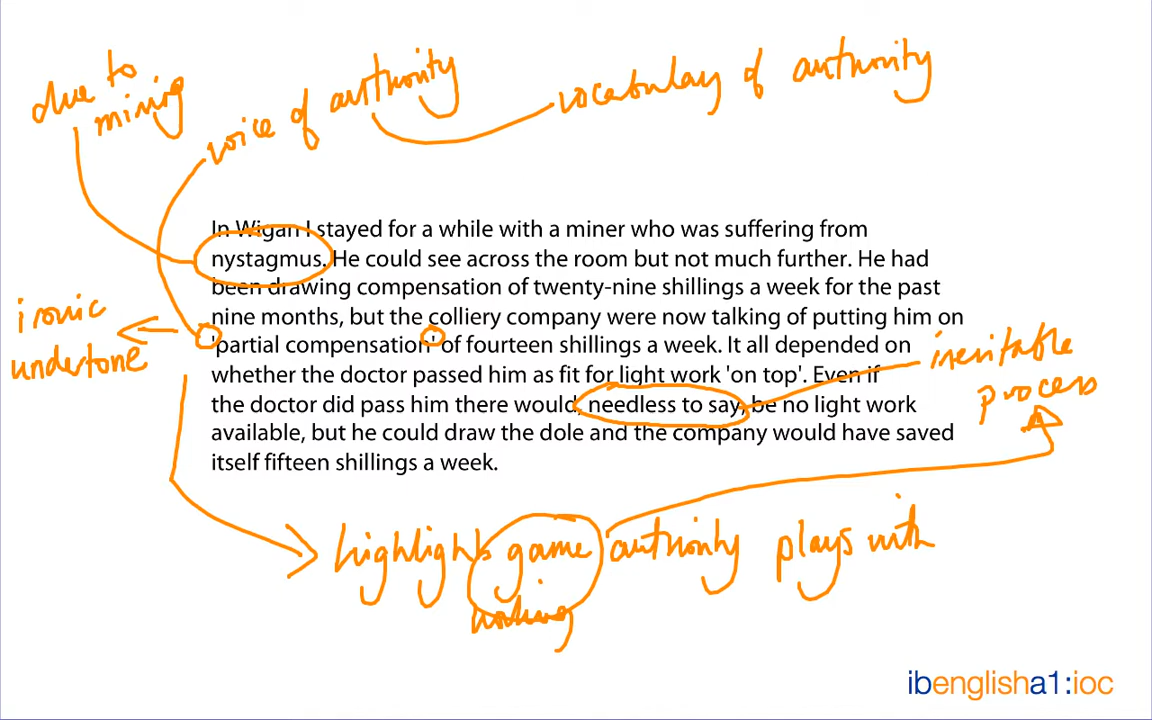 due to
mining
voice of authority
vocabulary of authority
In Wigan I stayed for a while with a miner who was suffering from
nystagmus. He could see across the room but not much further. He had
been drawing compensation of twenty-nine shillings a week for the past
nine months, but the colliery company were now talking of putting him on
'partial compensation' of fourteen shillings a week. It all depended on
whether the doctor passed him as fit for light work 'on top'. Even if
the doctor did pass him there would, needless to say, be no light work
available, but he could draw the dole and the company would have saved
itself fifteen shillings a week.
ironic
undertone
inevitable
process
highlights game authority plays with
working
ibenglisha1:ioc